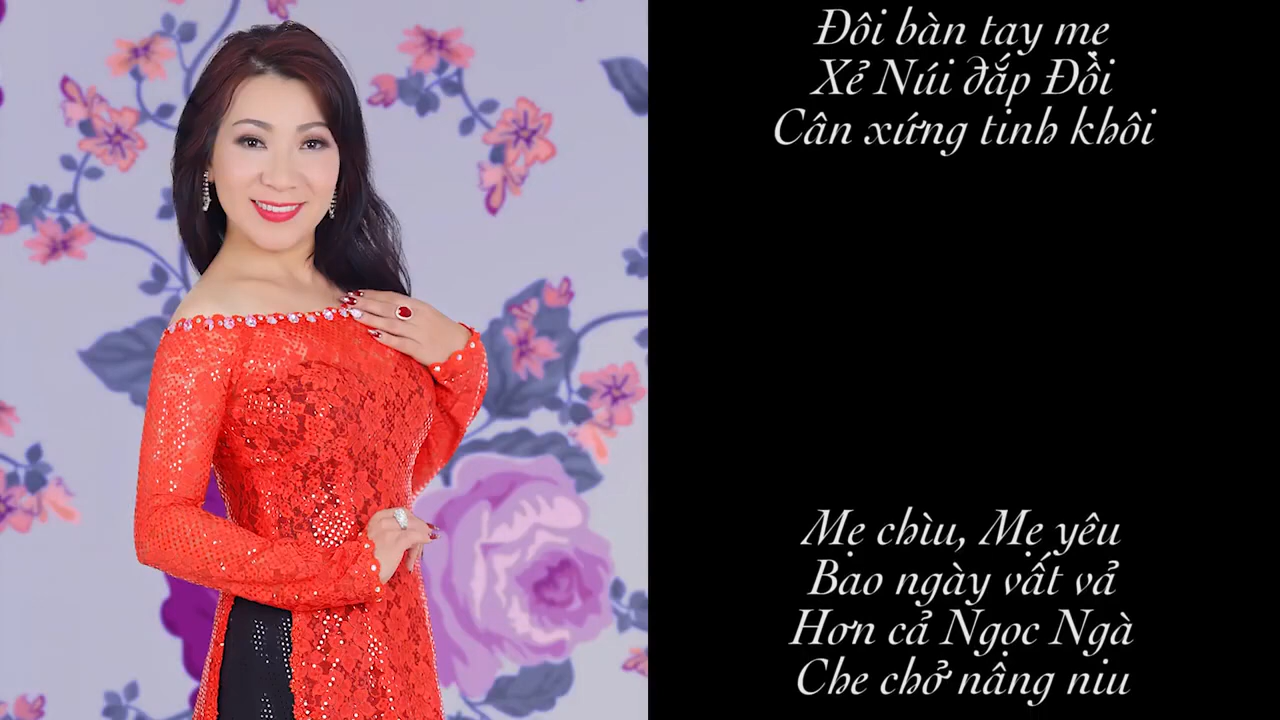 Đôi bàn tay mẹ
Xẻ Núi đắp Đồi
Cân xứng tinh khôi
Mẹ chìu, Mẹ yêu
Bao ngày vất vả
Hơn cả Ngọc Ngà
Che chở nâng niu